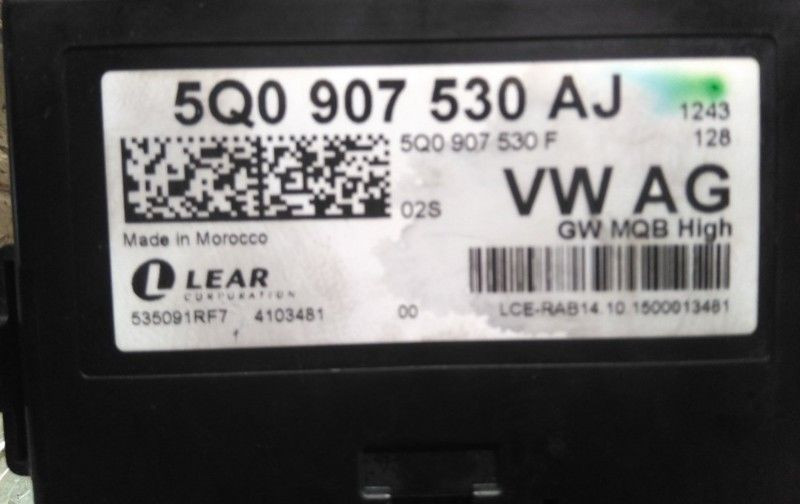 5Q0 907 530 AJ
1243
5Q0 907 530 F
128
VW AG
02S
GW MQB High
Made in Morocco
LEAR
CORPORATION
535091RF7 4103481 00
LCE-RAB14.10.1500013481